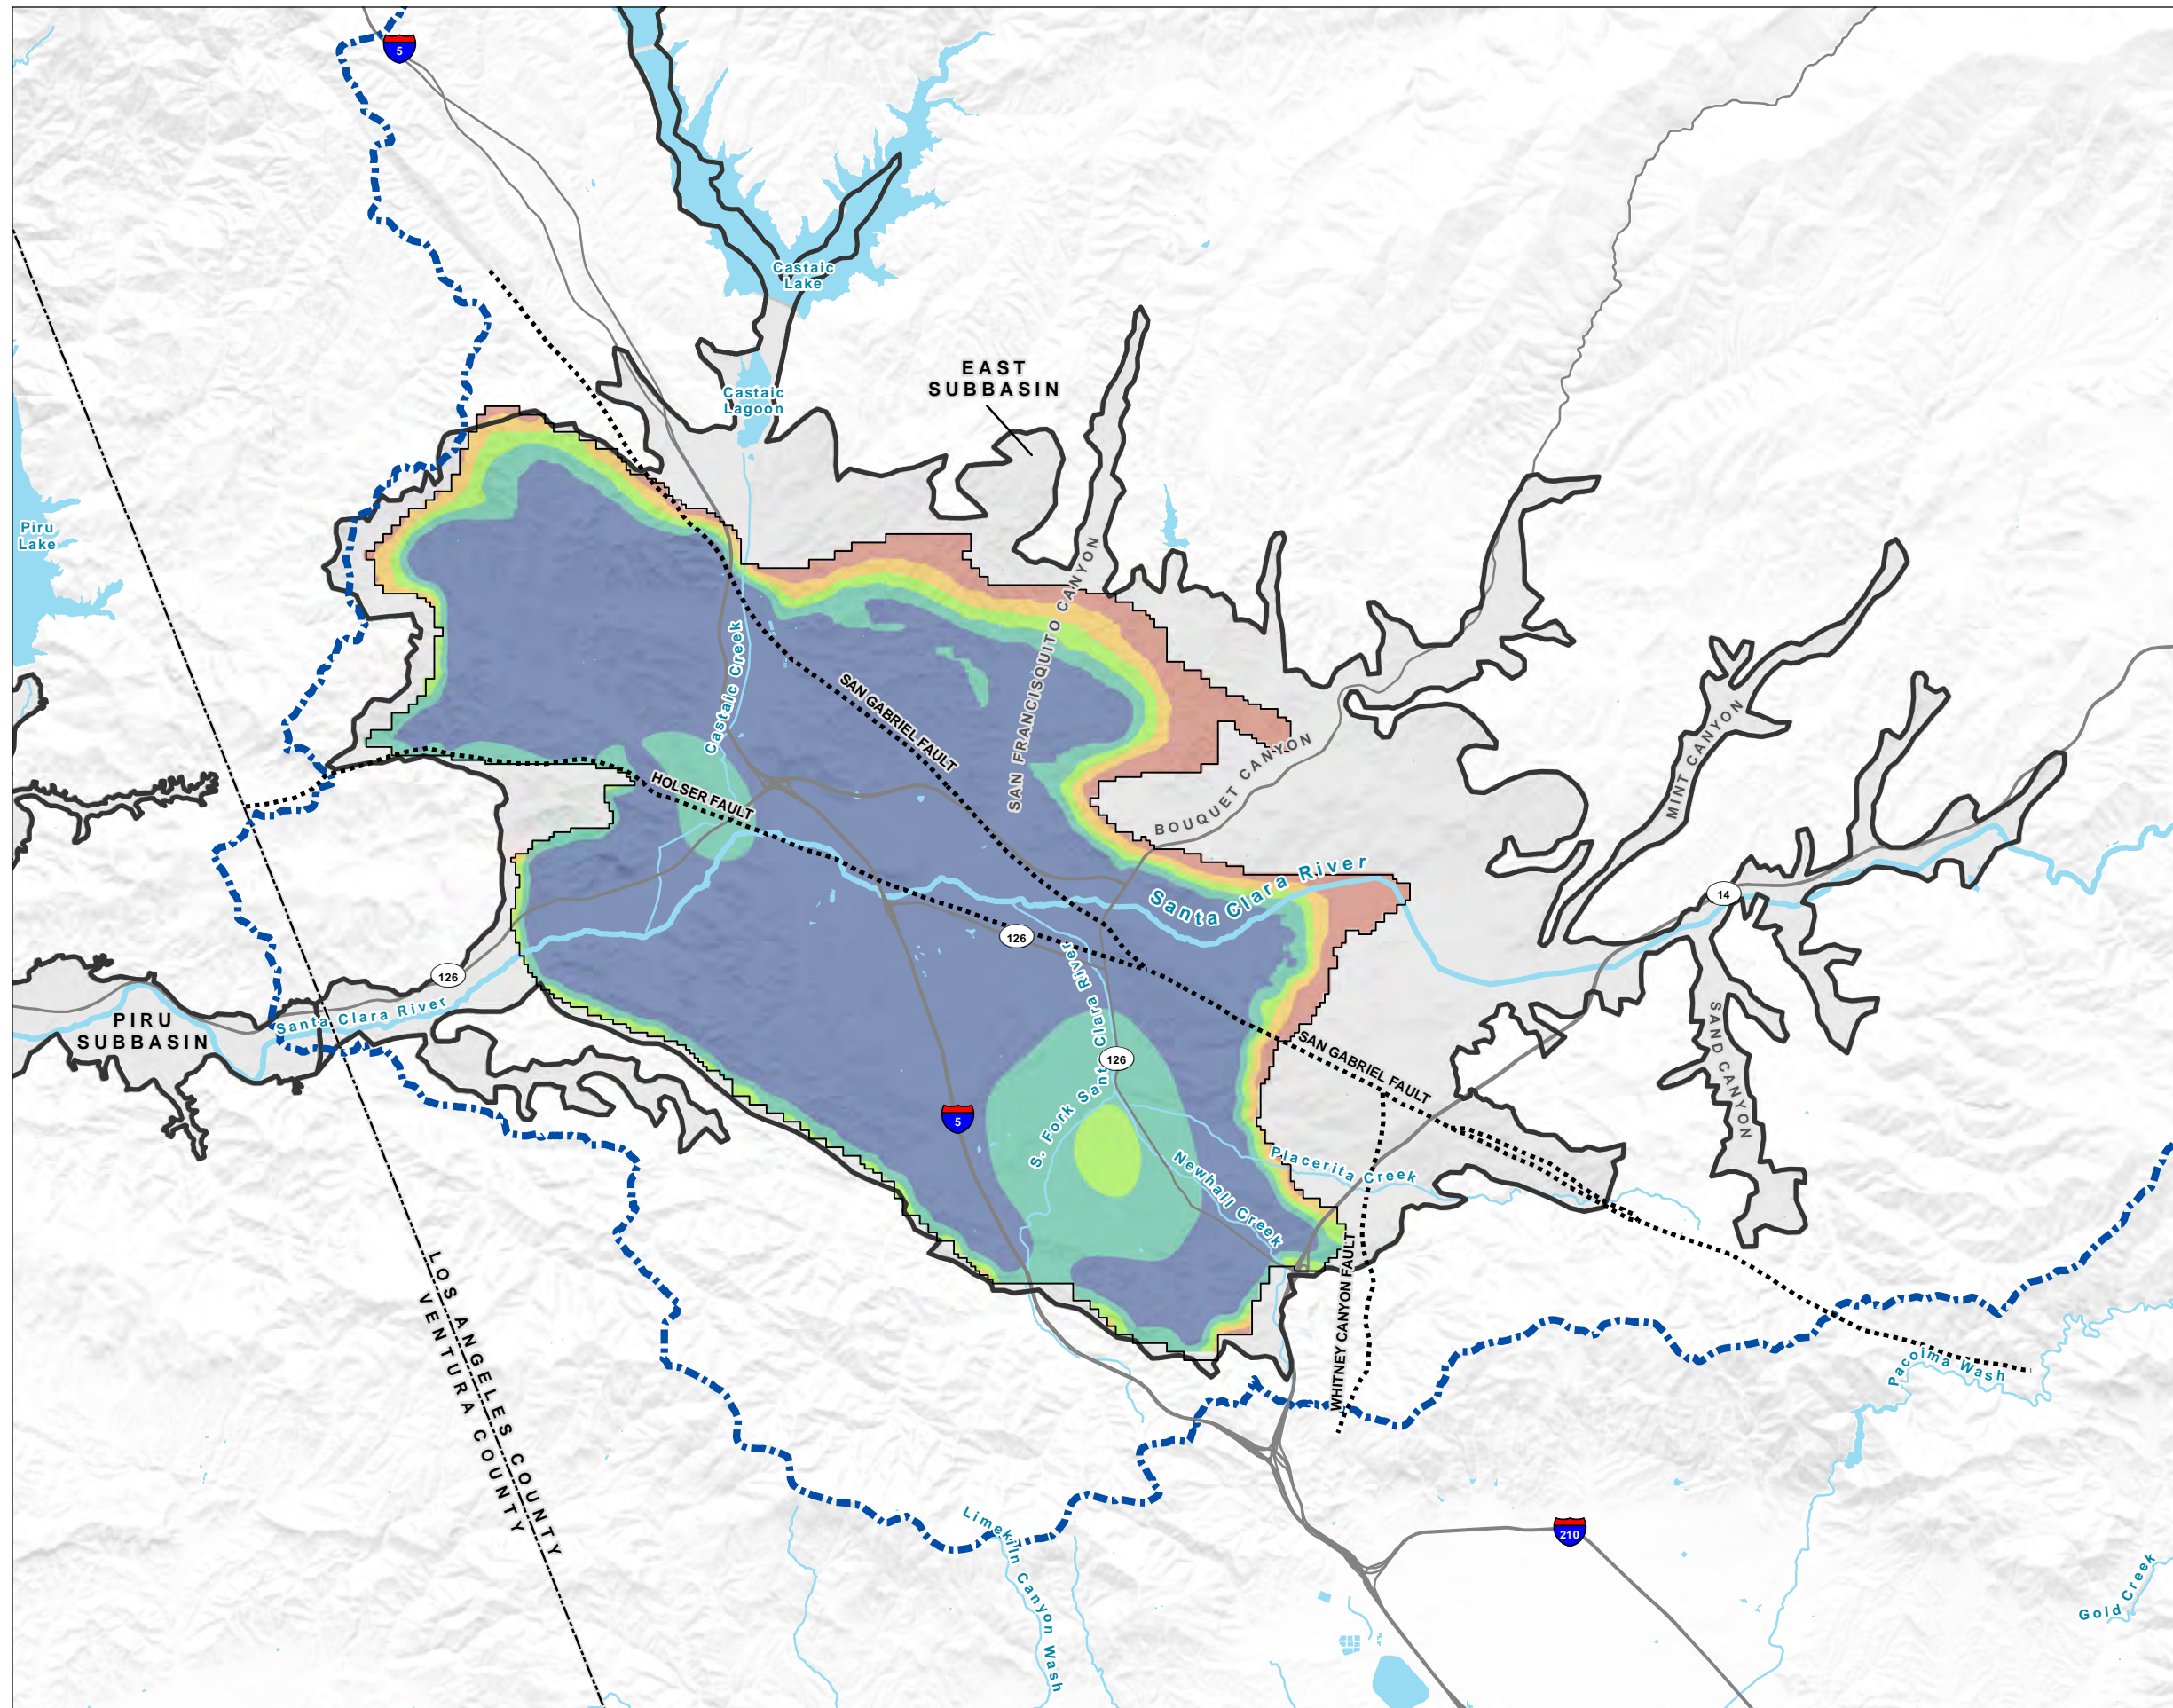 5
Castaic
Lake
EAST
SUBBASIN
Castaic
Lagoon
Piru
Lake
SAN FRANCISQUITO CANYON
Castaic Creek
SAN GABRIEL FAULT
HOLSER FAULT
BOUQUET CANYON
MINT CANYON
Santa Clara River
14
126
126
Santa Clara River
PIRU
SUBBASIN
S. Fork Santa Clara River
126
SAN GABRIEL FAULT
SAND CANYON
5
Placerita Creek
Newhall Creek
WHITNEY CANYON FAULT
LOS ANGELES COUNTY
VENTURA COUNTY
Pacoima Wash
Limekiln Canyon Wash
210
Gold Creek